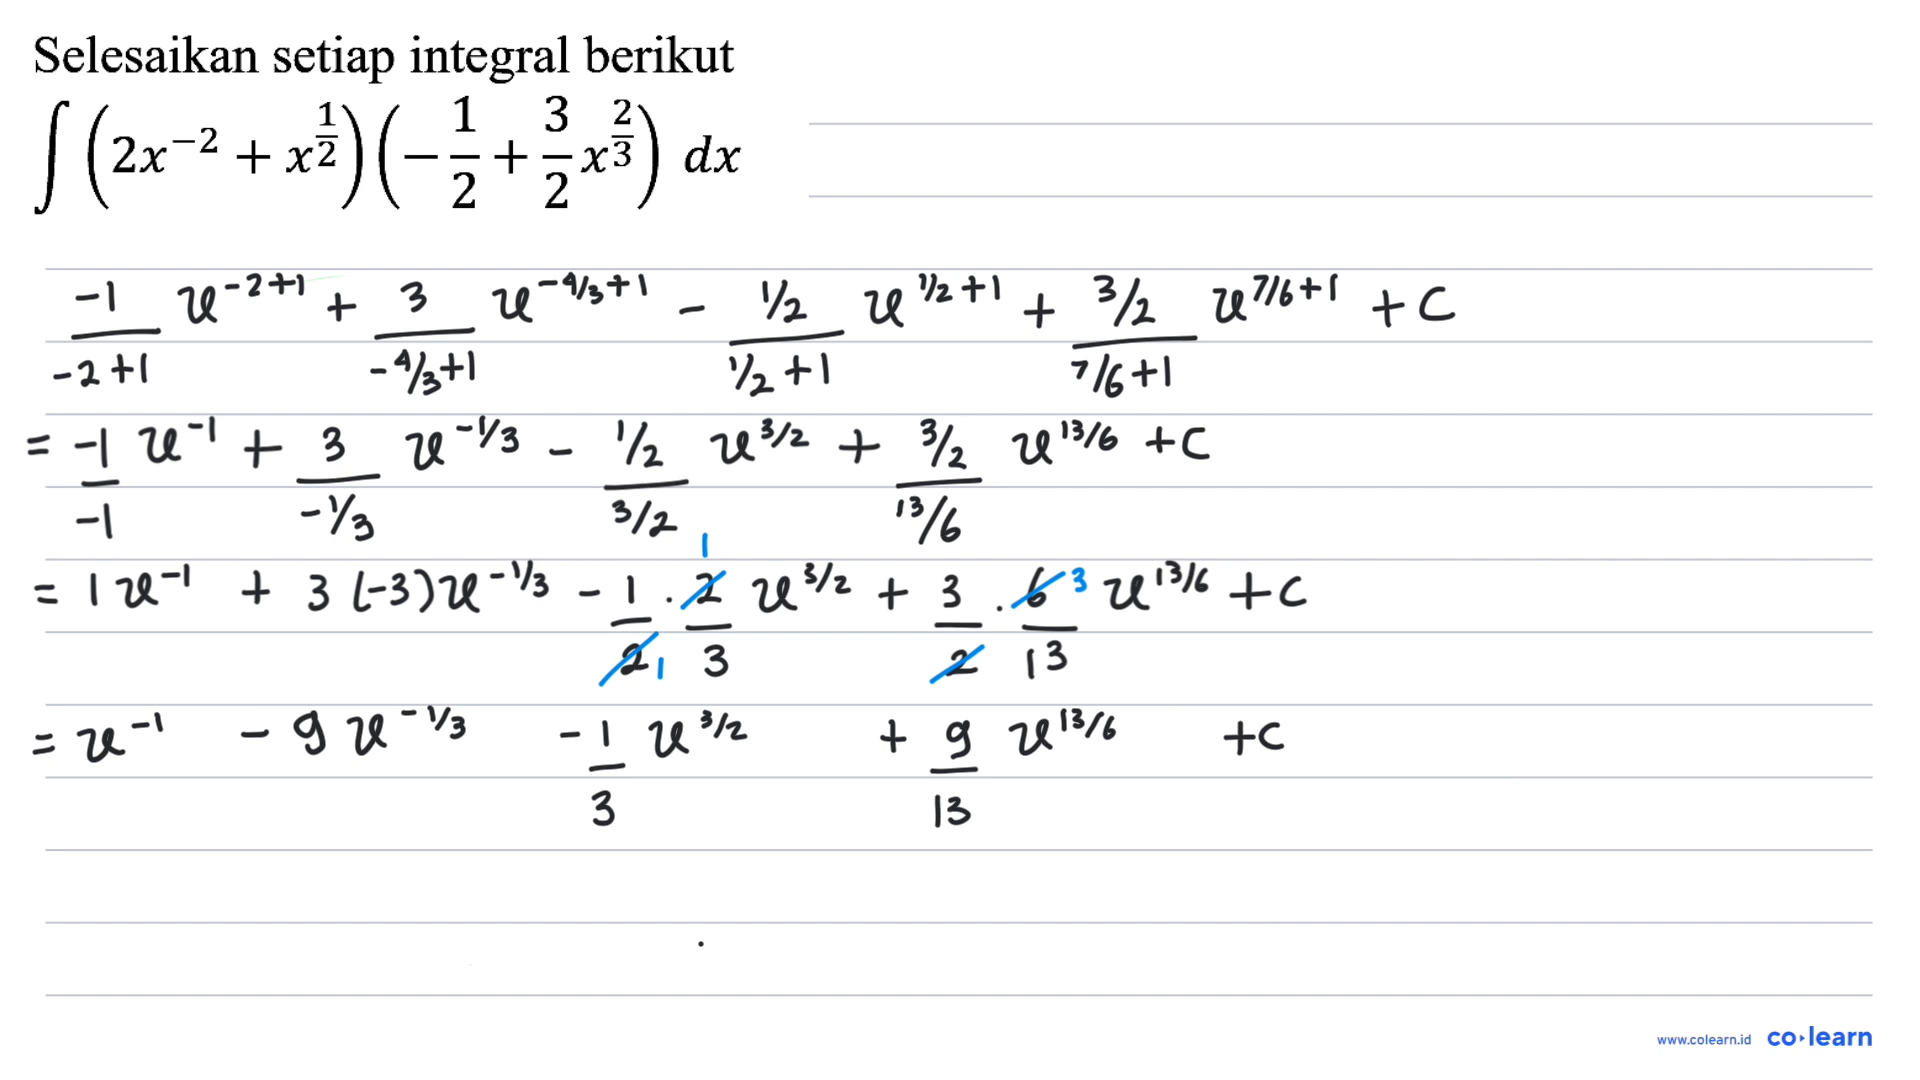 Selesaikan setiap integral berikut
∫ (2x^{-2} + x^{1/2}) (-1/2 + 3/2 x^{2/3}) dx
-1/(-2+1) x^{-2+1} + 3/(-4/3+1) x^{-4/3+1} - (1/2)/(1/2+1) x^{1/2+1} + (3/2)/(7/6+1) x^{7/6+1} + C
= -1/-1 x^{-1} + 3/(-1/3) x^{-1/3} - (1/2)/(3/2) x^{3/2} + (3/2)/(13/6) x^{13/6} + C
= 1 x^{-1} + 3 (-3) x^{-1/3} - 1/2 1 · 2/3 1 x^{3/2} + 3/2 · 6/13 3 x^{13/6} + C
= x^{-1} - 9 x^{-1/3} - 1/3 x^{3/2} + 9/13 x^{13/6} + C
www.colearn.id co learn